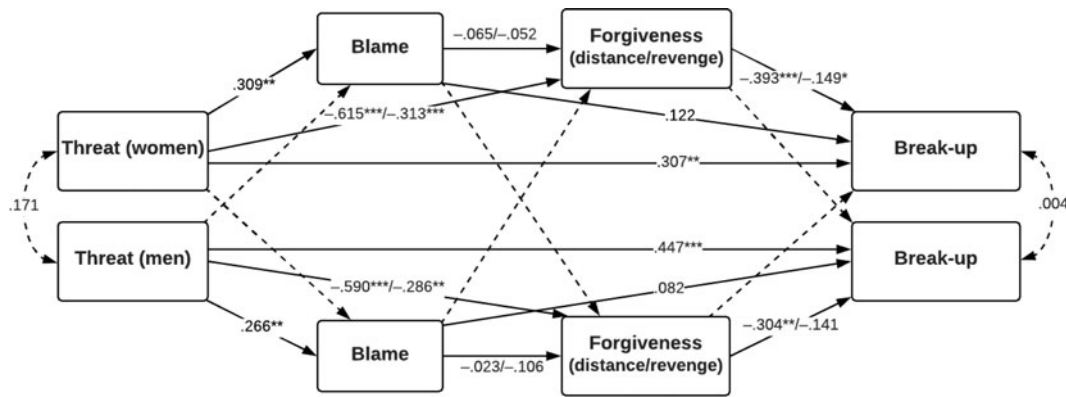 Blame
–.065/–.052
Forgiveness
(distance/revenge)
–.393***/–.149*
.309**
–.615***/–.313***
.122
Threat (women)
Break-up
.307**
.171
.004
Threat (men)
.447***
Break-up
–.590***/–.286**
.082
.266**
Blame
–.023/–.106
Forgiveness
(distance/revenge)
–.304**/–.141